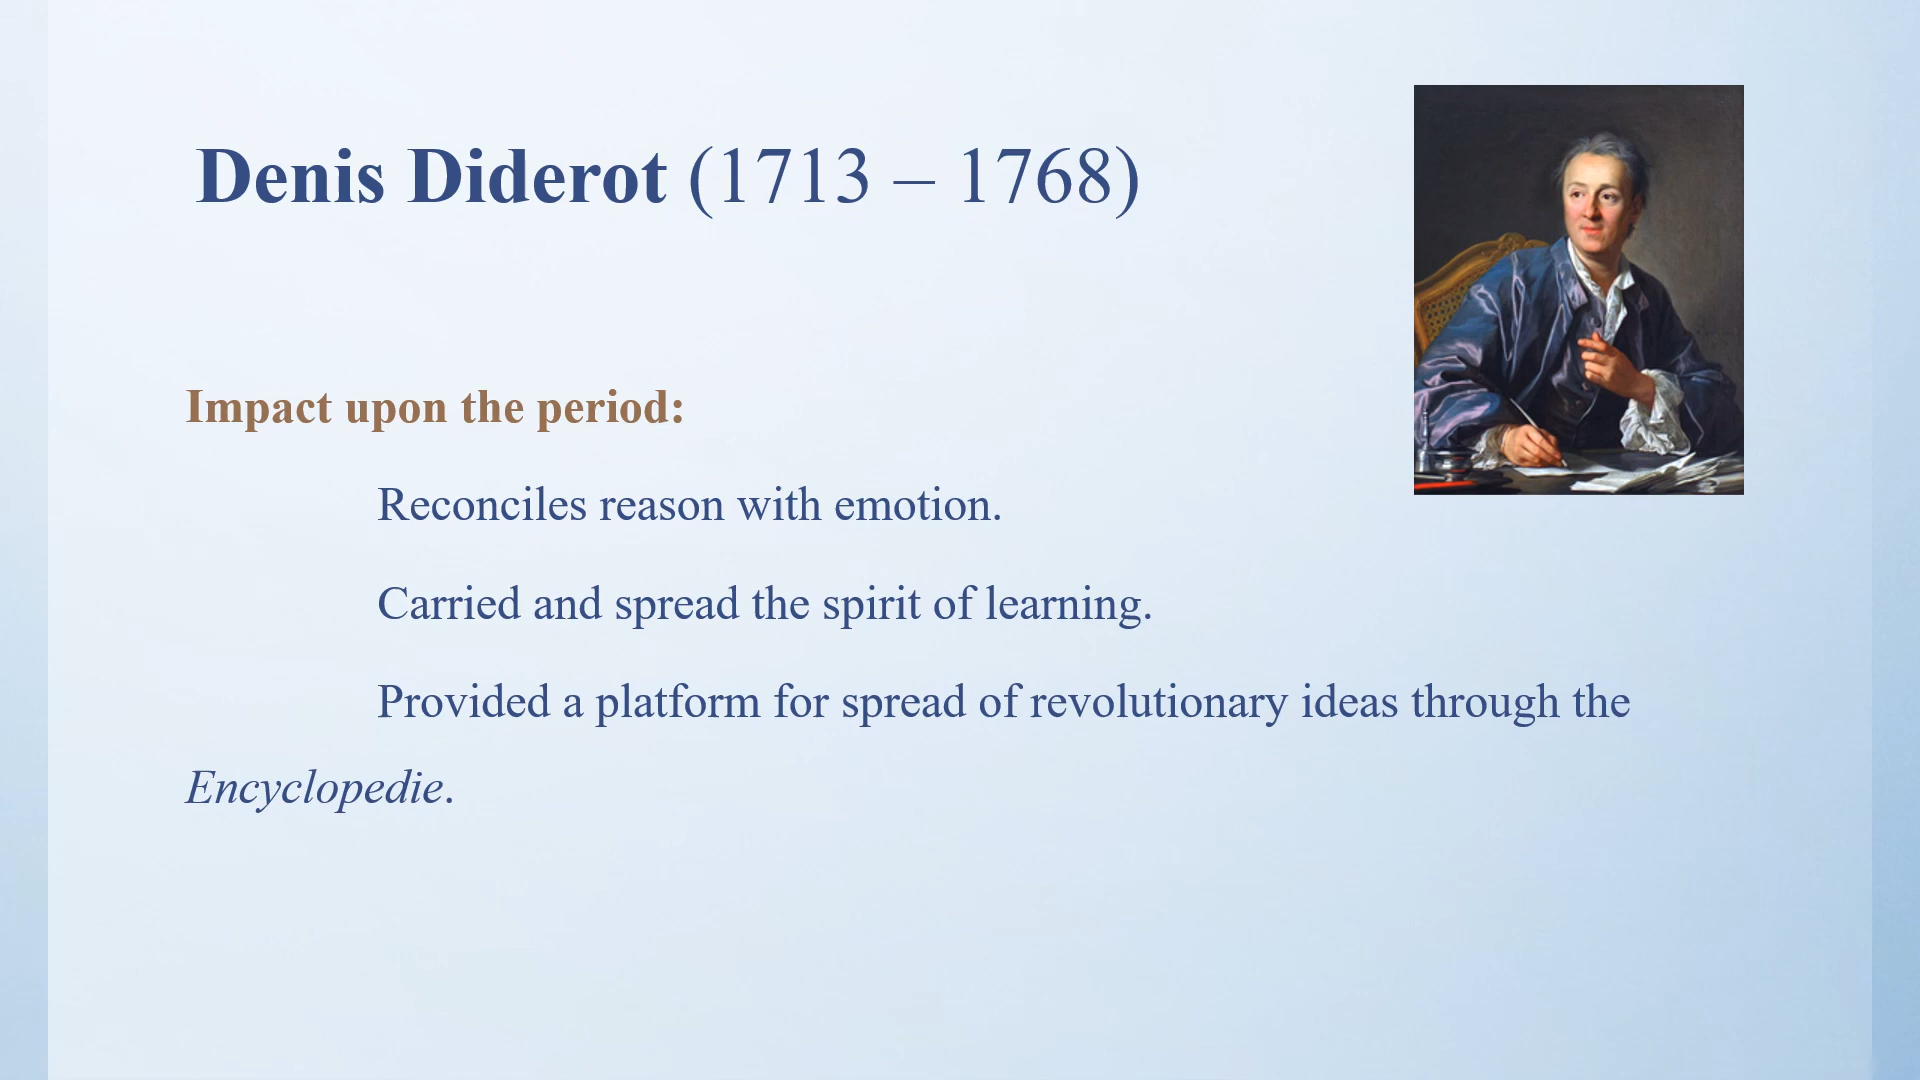 Denis Diderot (1713 – 1768)
Impact upon the period:
Reconciles reason with emotion.
Carried and spread the spirit of learning.
Provided a platform for spread of revolutionary ideas through the
Encyclopedie.